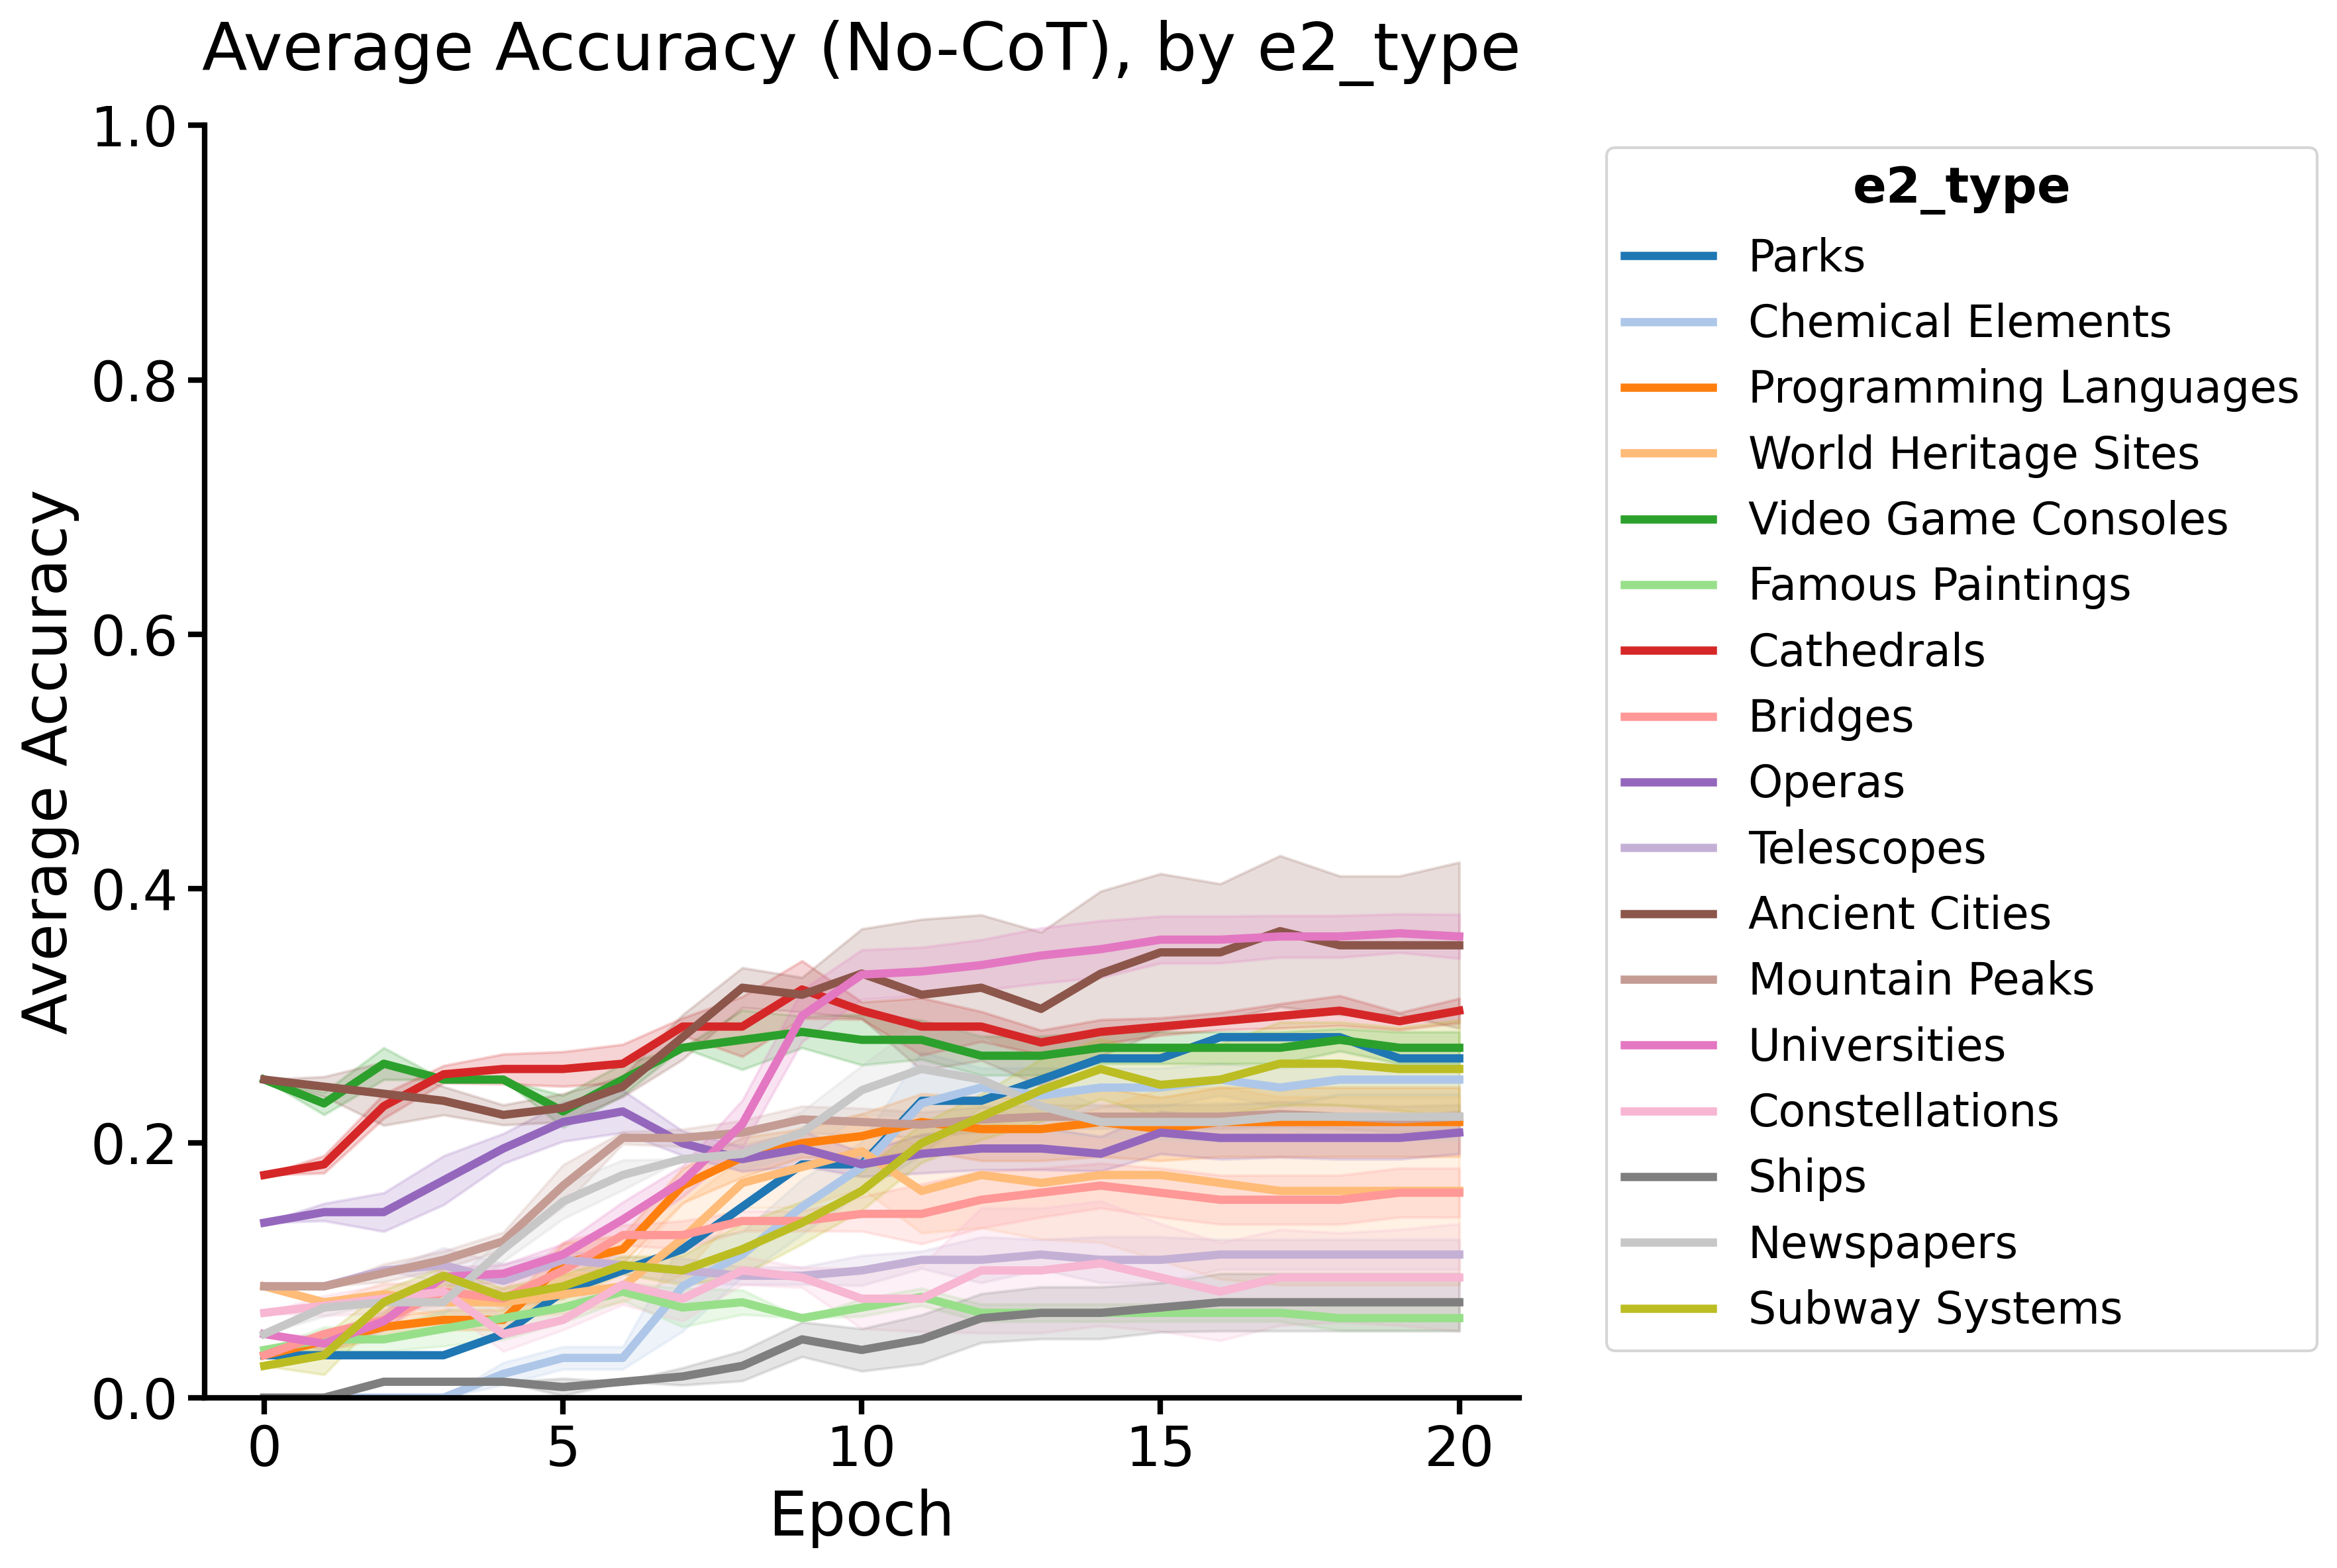 Average Accuracy (No-CoT), by e2_type
Average Accuracy
1.0
0.8
0.6
0.4
0.2
0.0
0 5 10 15 20
Epoch
e2_type
Parks
Chemical Elements
Programming Languages
World Heritage Sites
Video Game Consoles
Famous Paintings
Cathedrals
Bridges
Operas
Telescopes
Ancient Cities
Mountain Peaks
Universities
Constellations
Ships
Newspapers
Subway Systems